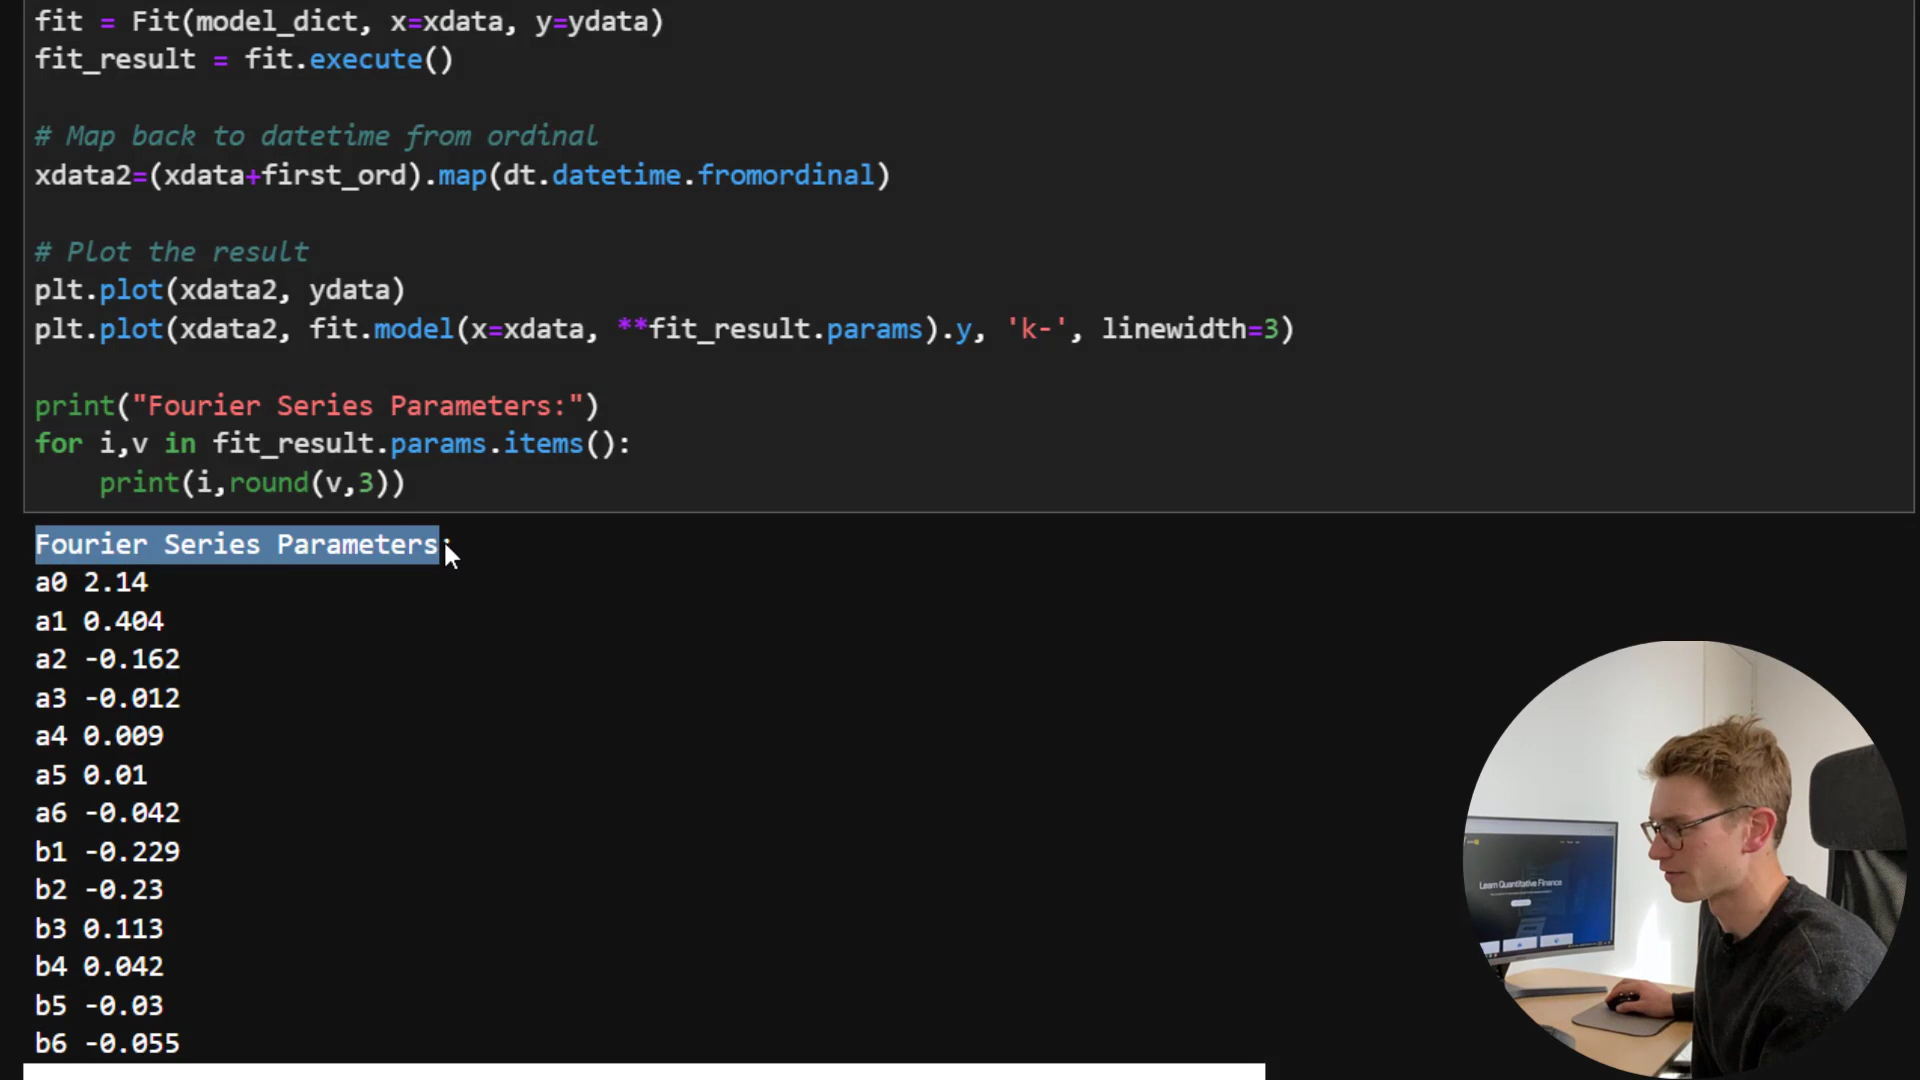 fit = Fit(model_dict, x=xdata, y=ydata)
fit_result = fit.execute()
# Map back to datetime from ordinal
xdata2=(xdata+first_ord).map(dt.datetime.fromordinal)
# Plot the result
plt.plot(xdata2, ydata)
plt.plot(xdata2, fit.model(x=xdata, **fit_result.params).y, 'k-', linewidth=3)
print("Fourier Series Parameters:")
for i,v in fit_result.params.items():
    print(i,round(v,3))
Fourier Series Parameters:
a0 2.14
a1 0.404
a2 -0.162
a3 -0.012
a4 0.009
a5 0.01
a6 -0.042
b1 -0.229
b2 -0.23
b3 0.113
b4 0.042
b5 -0.03
b6 -0.055
Learn Quantitative Finance